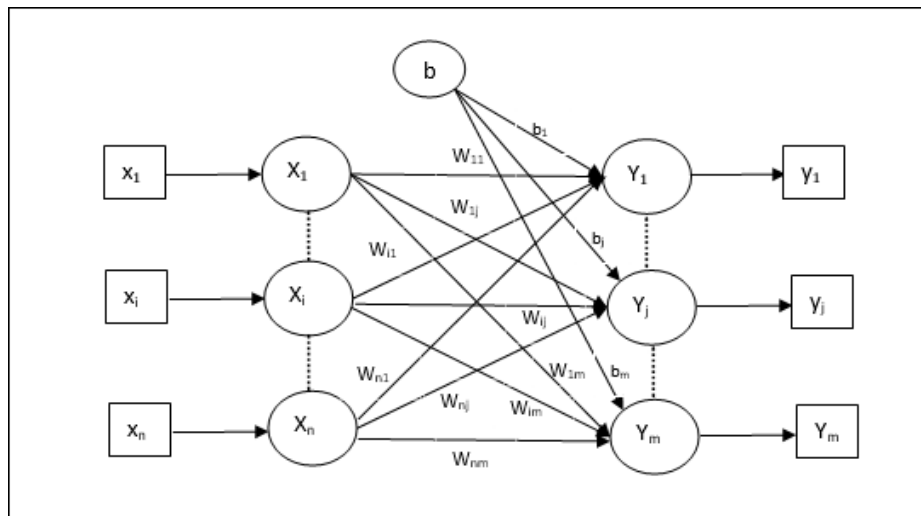 b
b₁
x₁ X₁ W₁₁ Y₁ y₁
W₁ⱼ
Wᵢ₁ bⱼ
xᵢ Xᵢ Wᵢⱼ Yⱼ yⱼ
Wₙ₁ W₁ₘ bₘ
Wₙⱼ Wᵢₘ
xₙ Xₙ Yₘ Yₘ
Wₙₘ